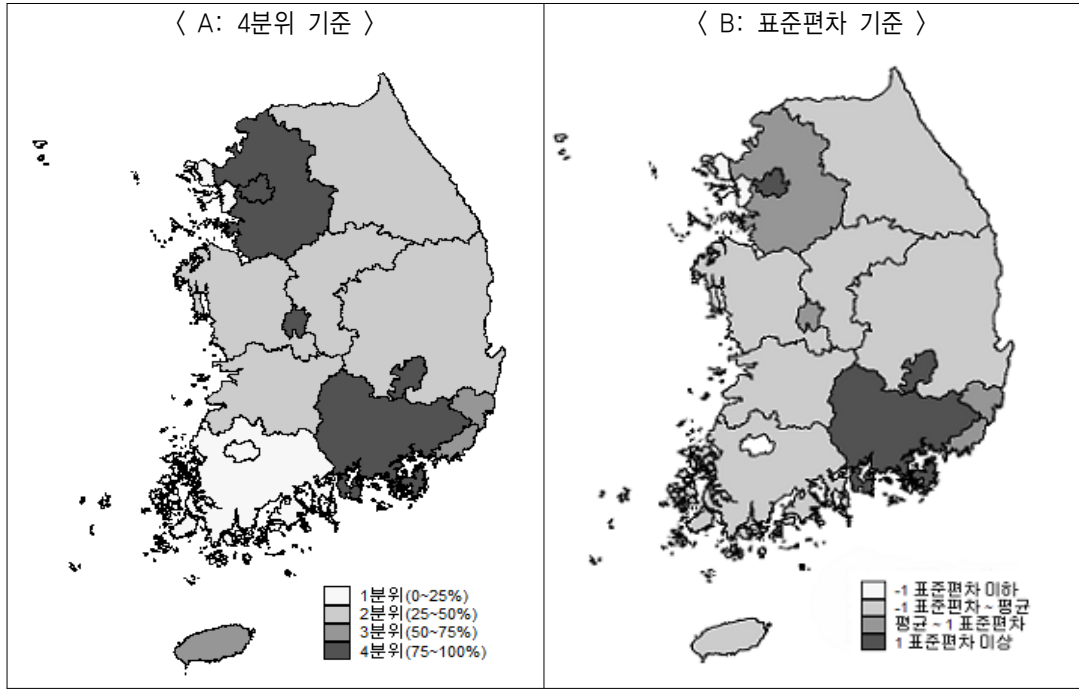 〈 A: 4분위 기준 〉
1분위(0~25%)
2분위(25~50%)
3분위(50~75%)
4분위(75~100%)
〈 B: 표준편차 기준 〉
-1 표준편차 이하
-1 표준편차 ~ 평균
평균 ~ 1 표준편차
1 표준편차 이상